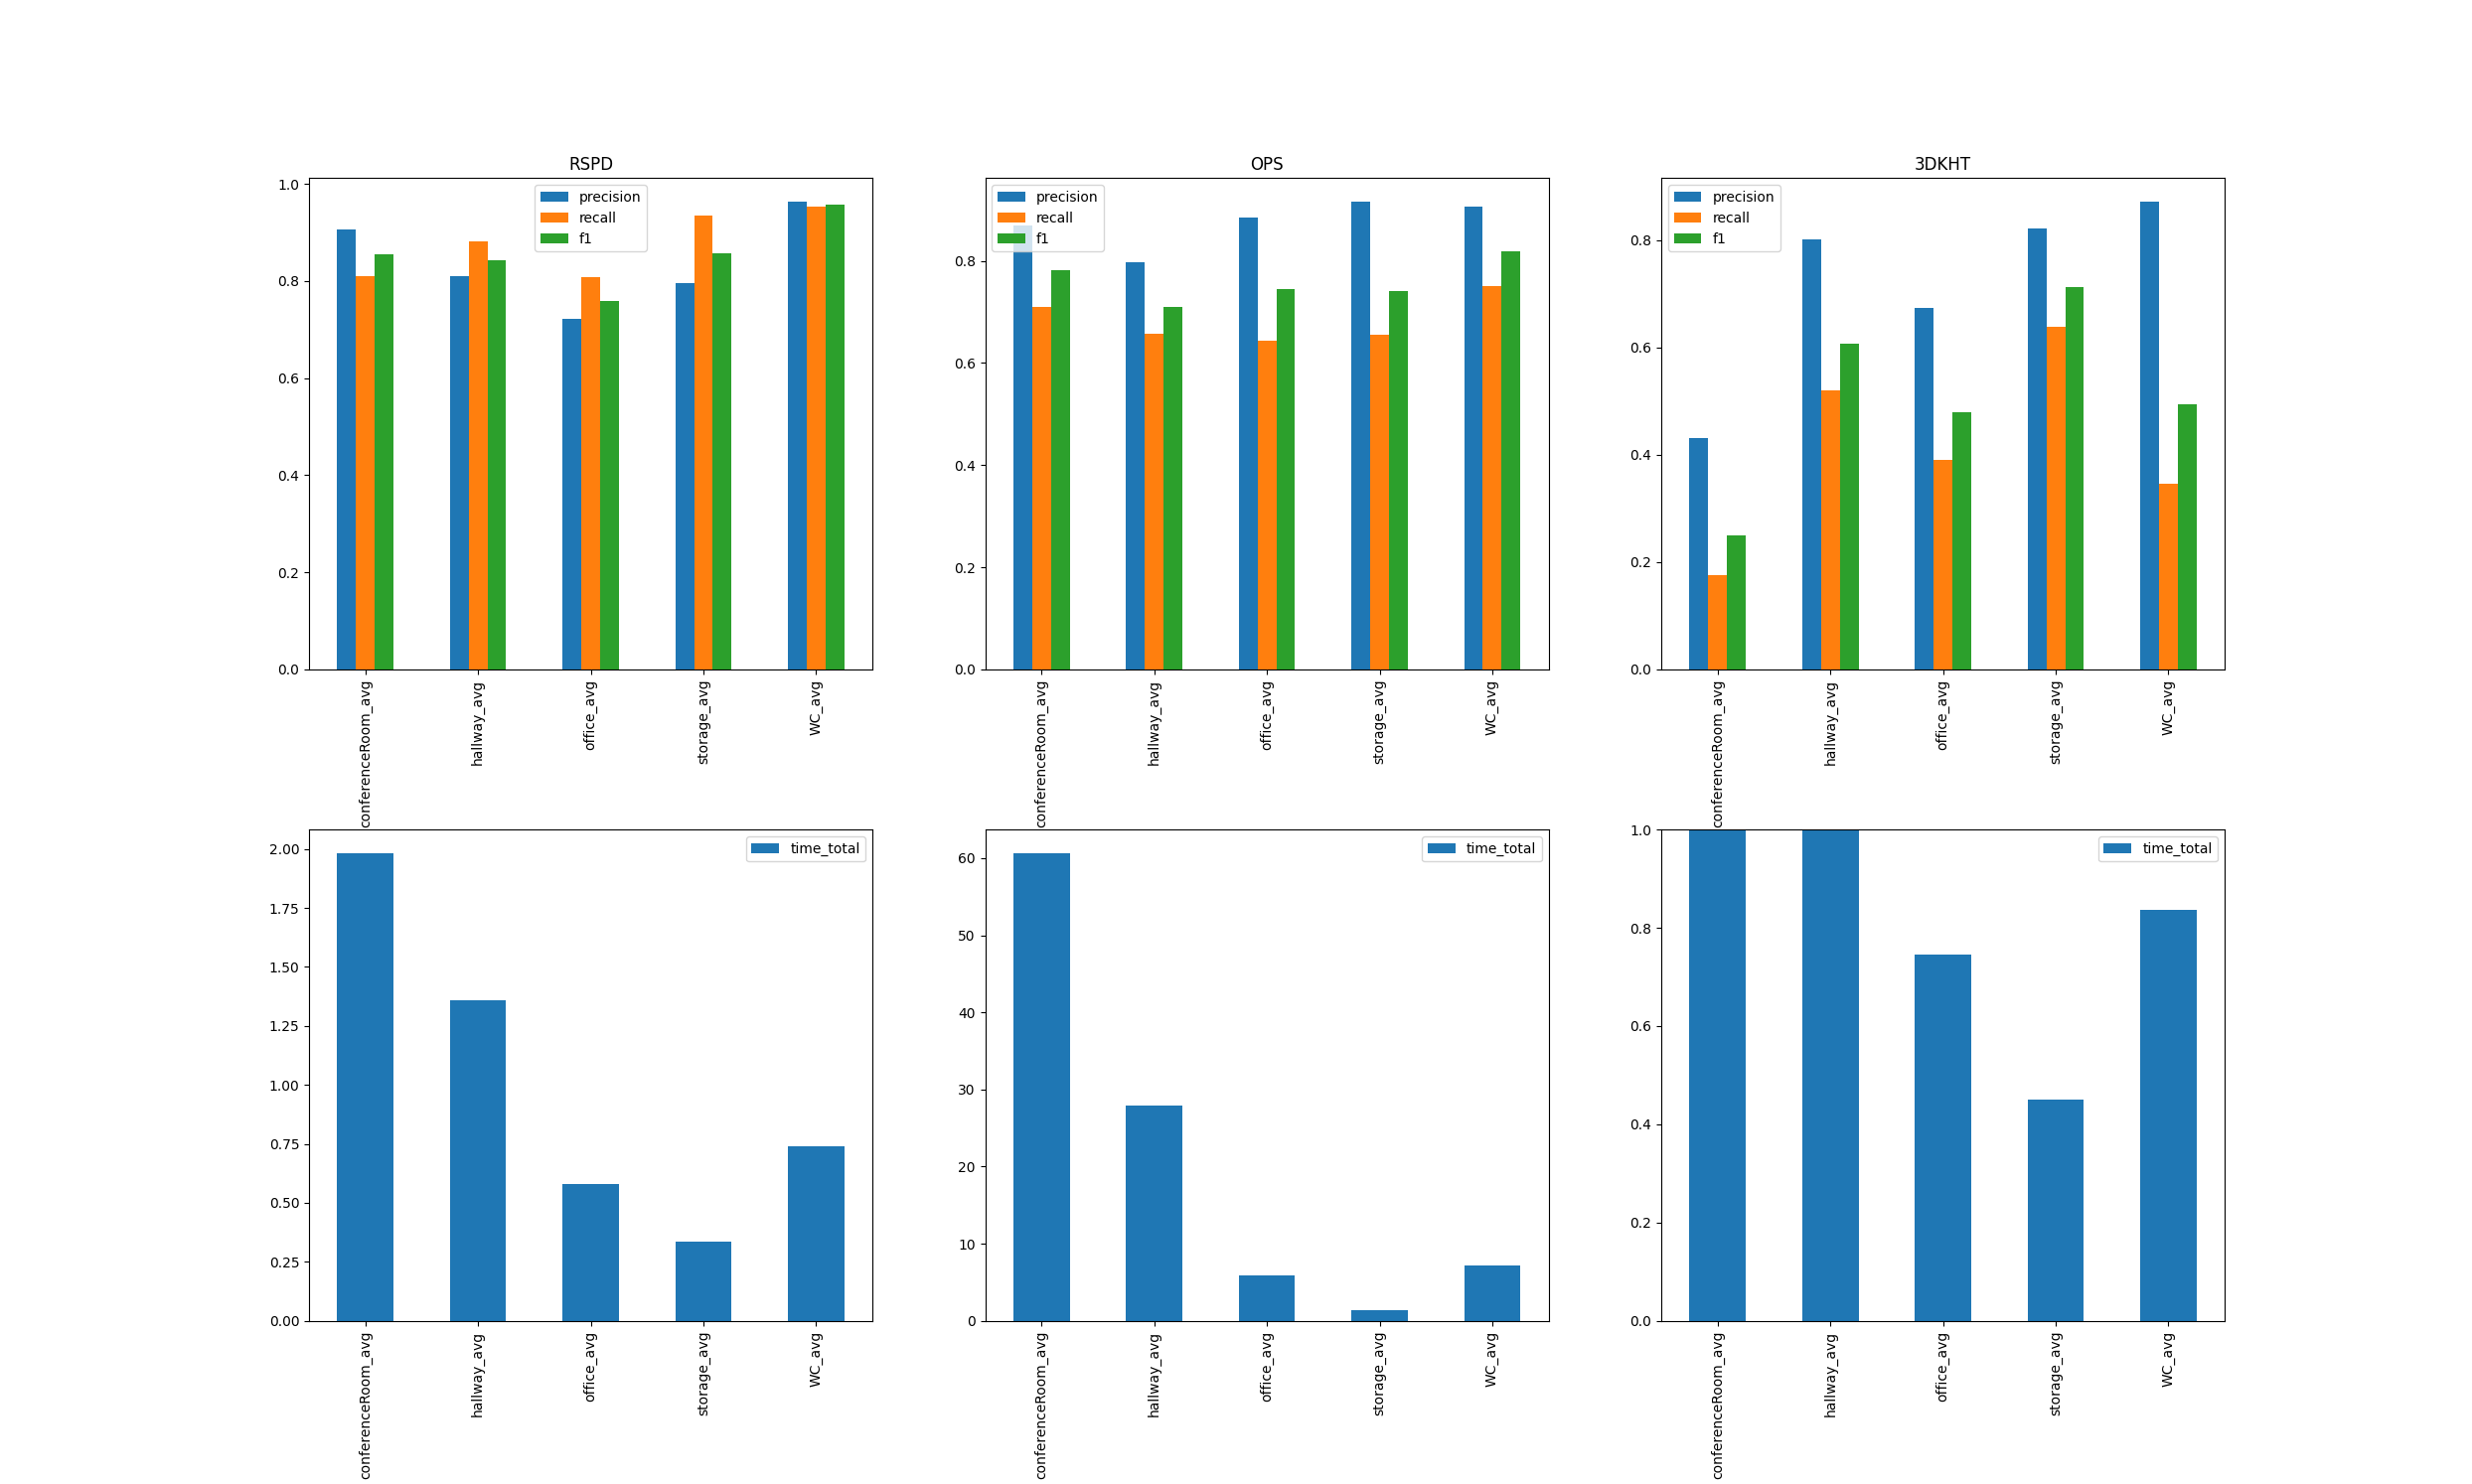 RSPD
1.0
0.8
0.6
0.4
0.2
0.0
precision
recall
f1
conferenceRoom_avg
hallway_avg
office_avg
storage_avg
WC_avg
OPS
0.8
0.6
0.4
0.2
0.0
precision
recall
f1
conferenceRoom_avg
hallway_avg
office_avg
storage_avg
WC_avg
3DKHT
0.8
0.6
0.4
0.2
0.0
precision
recall
f1
conferenceRoom_avg
hallway_avg
office_avg
storage_avg
WC_avg
2.00
1.75
1.50
1.25
1.00
0.75
0.50
0.25
0.00
time_total
conferenceRoom_avg
hallway_avg
office_avg
storage_avg
WC_avg
60
50
40
30
20
10
0
time_total
conferenceRoom_avg
hallway_avg
office_avg
storage_avg
WC_avg
1.0
0.8
0.6
0.4
0.2
0.0
time_total
conferenceRoom_avg
hallway_avg
office_avg
storage_avg
WC_avg